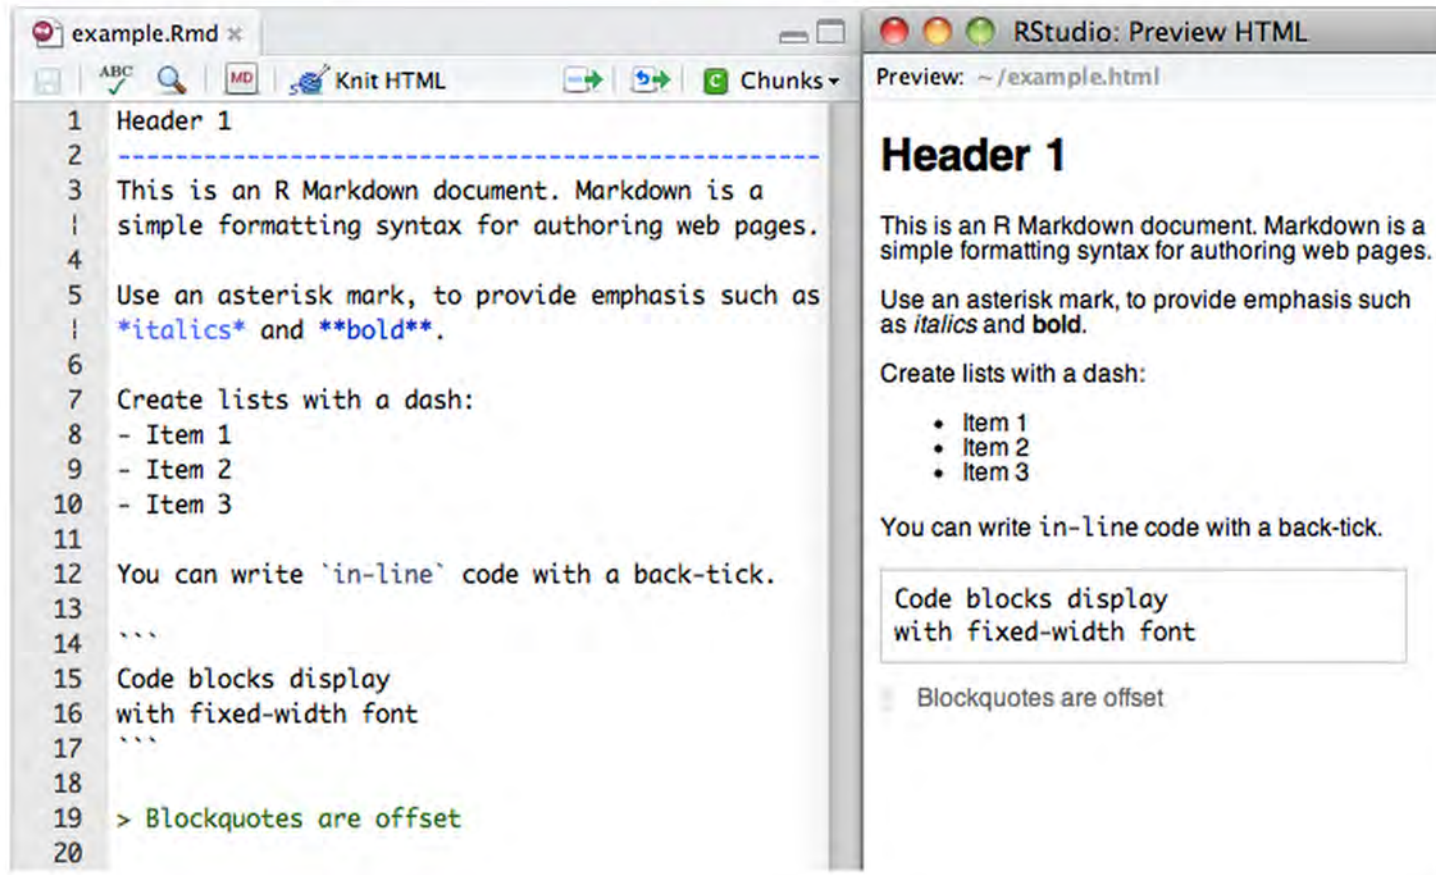 example.Rmd ×
ABC MD Knit HTML C Chunks
1 Header 1
2 -------------------------------------------------
3 This is an R Markdown document. Markdown is a
¦ simple formatting syntax for authoring web pages.
4
5 Use an asterisk mark, to provide emphasis such as
¦ *italics* and **bold**.
6
7 Create lists with a dash:
8 - Item 1
9 - Item 2
10 - Item 3
11
12 You can write `in-line` code with a back-tick.
13
14 ```
15 Code blocks display
16 with fixed-width font
17 ```
18
19 > Blockquotes are offset
20
RStudio: Preview HTML
Preview: ~/example.html
Header 1
This is an R Markdown document. Markdown is a
simple formatting syntax for authoring web pages.
Use an asterisk mark, to provide emphasis such
as italics and bold.
Create lists with a dash:
• Item 1
• Item 2
• Item 3
You can write in-line code with a back-tick.
Code blocks display
with fixed-width font
Blockquotes are offset